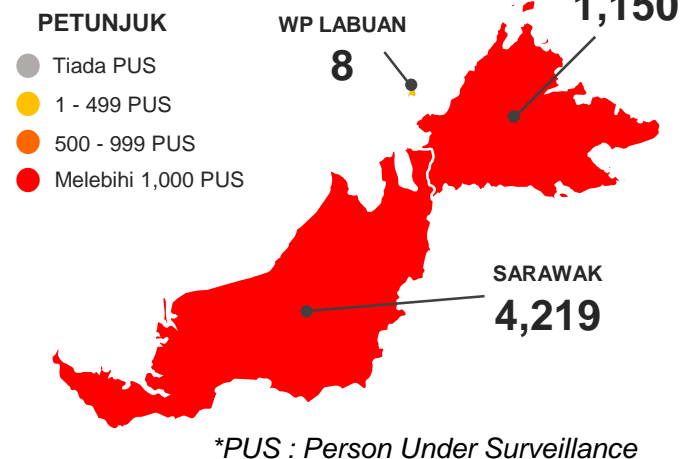 PETUNJUK
Tiada PUS
1 - 499 PUS
500 - 999 PUS
Melebihi 1,000 PUS
WP LABUAN
8
1,150
SARAWAK
4,219
*PUS : Person Under Surveillance